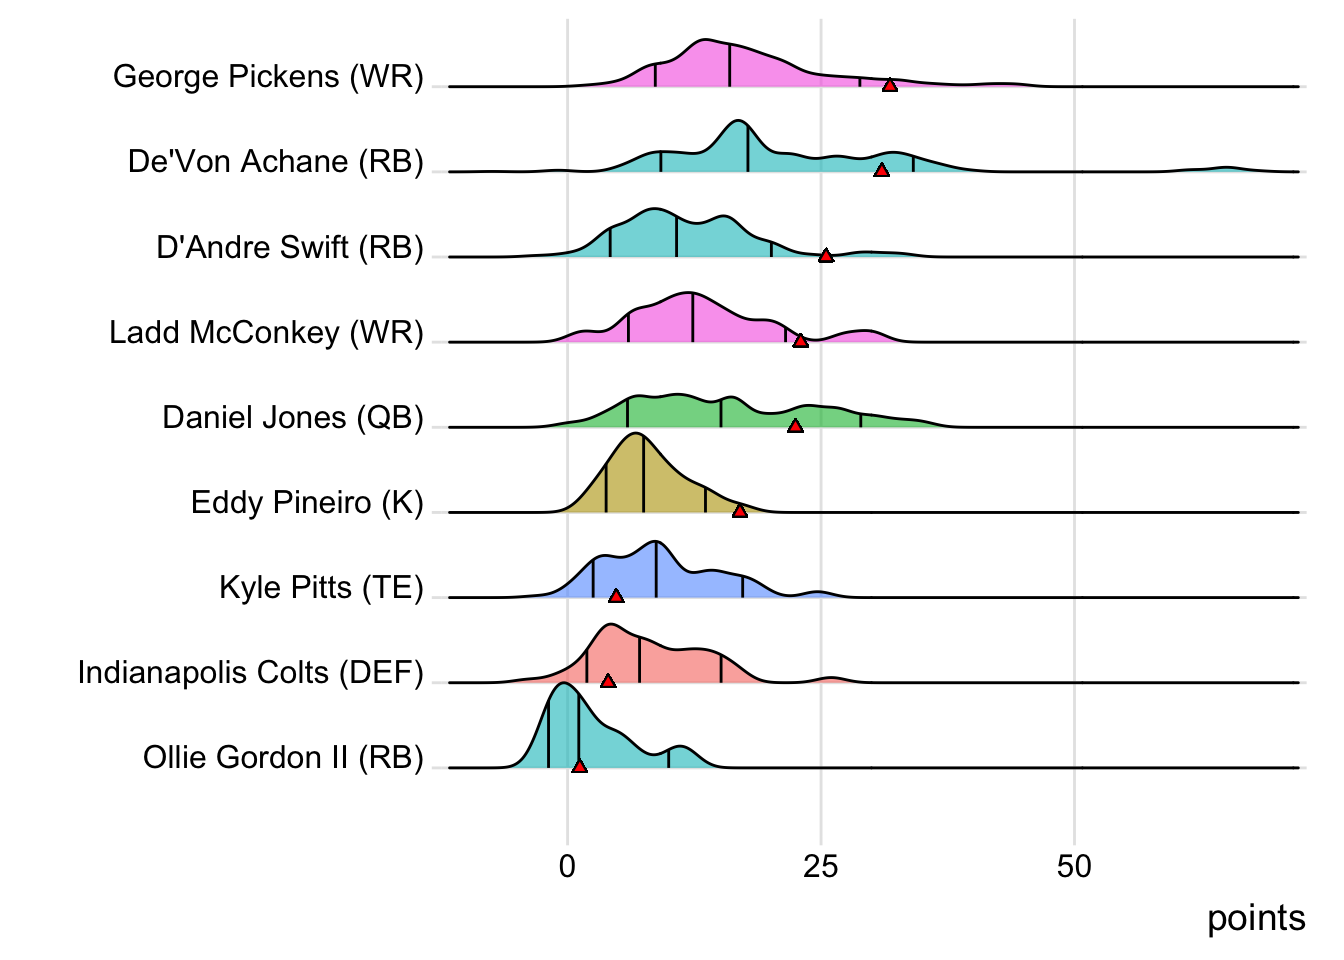 George Pickens (WR)
De'Von Achane (RB)
D'Andre Swift (RB)
Ladd McConkey (WR)
Daniel Jones (QB)
Eddy Pineiro (K)
Kyle Pitts (TE)
Indianapolis Colts (DEF)
Ollie Gordon II (RB)
0 25 50
points